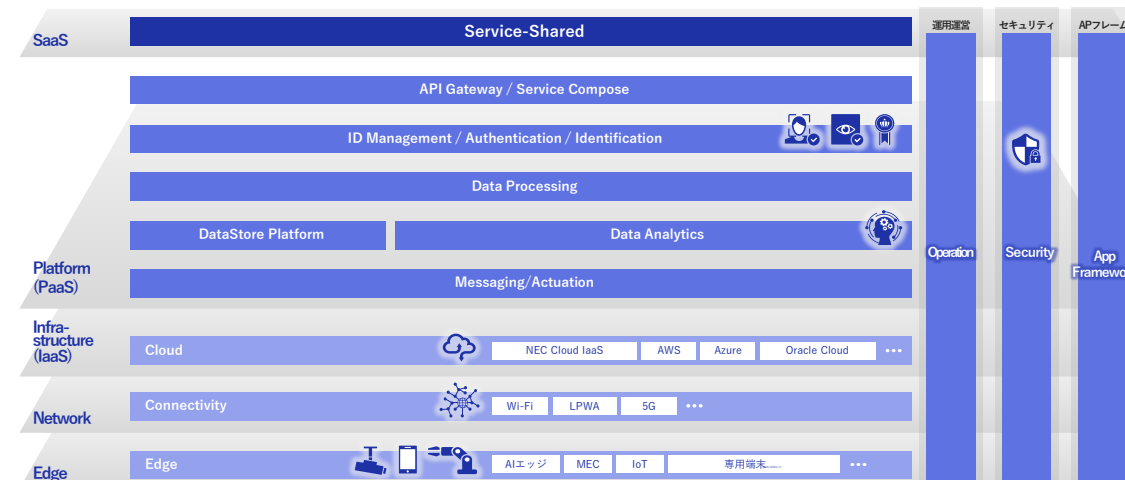 SaaS
Service-Shared
運用運営
セキュリティ
APフレーム
API Gateway / Service Compose
ID Management / Authentication / Identification
Data Processing
DataStore Platform
Data Analytics
Platform
(PaaS)
Messaging/Actuation
Operation
Security
App
Framewo
Infra-
structure
(IaaS)
Cloud
NEC Cloud IaaS
AWS
Azure
Oracle Cloud
•••
Network
Connectivity
Wi-Fi
LPWA
5G
•••
Edge
Edge
AIエッジ
MEC
IoT
専用端末
•••